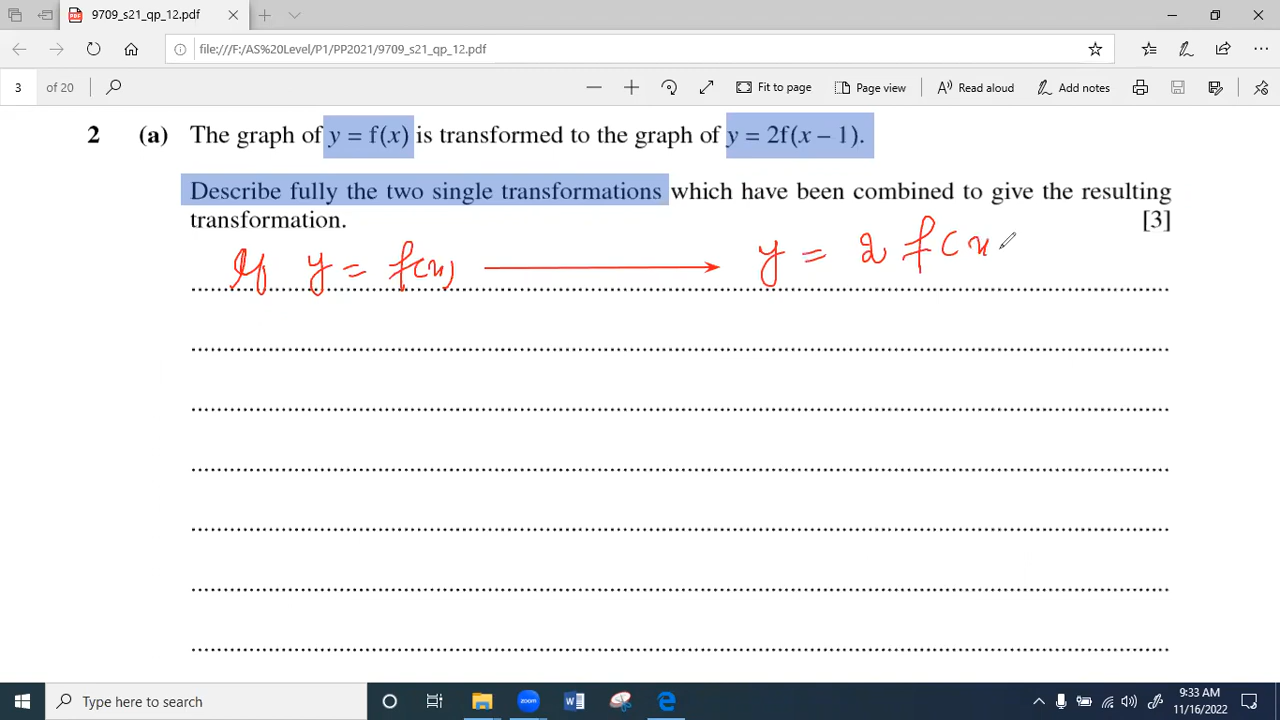 9709_s21_qp_12.pdf
file:///F:/AS%20Level/P1/PP2021/9709_s21_qp_12.pdf
3 of 20 Fit to page Page view Read aloud Add notes
2 (a) The graph of y = f(x) is transformed to the graph of y = 2f(x − 1).
Describe fully the two single transformations which have been combined to give the resulting
transformation. [3]
If y = f(x) y = 2 f(x
Type here to search
zoom
9:33 AM
11/16/2022